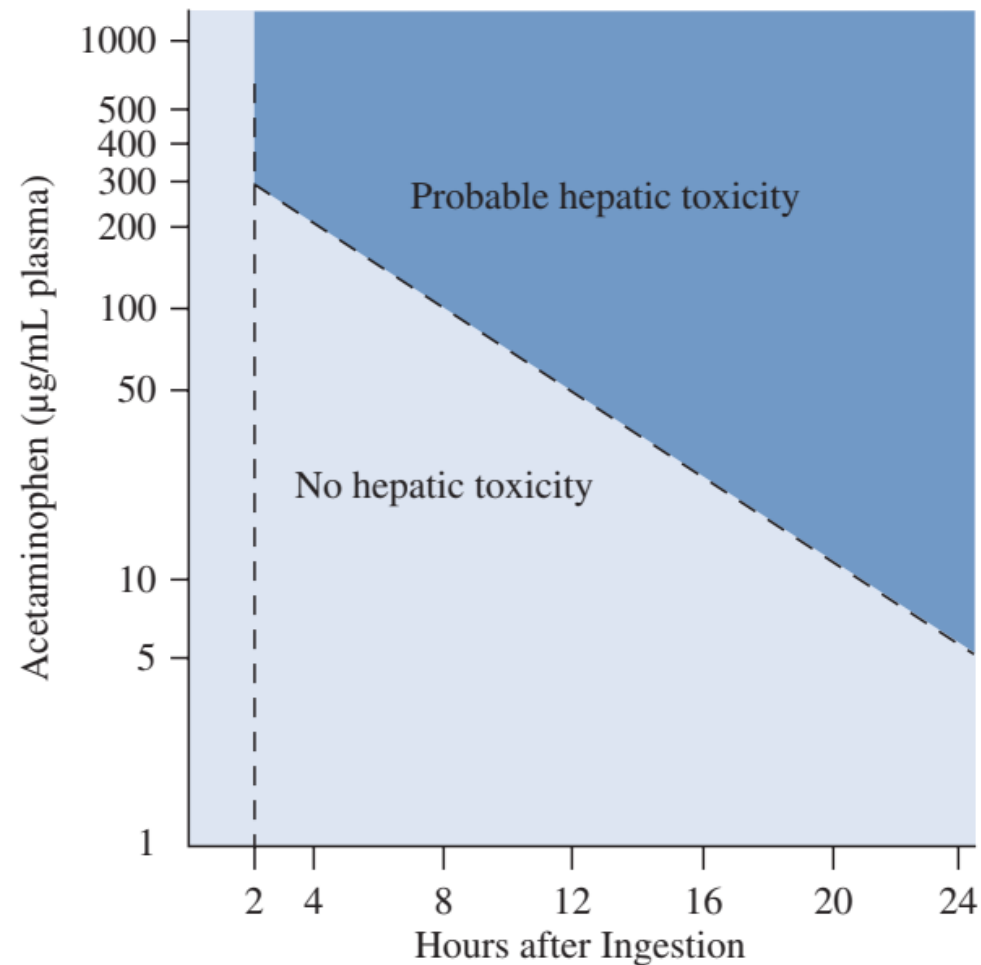 1000
500
400
300
200
100
50
10
5
1
Acetaminophen (µg/mL plasma)
Probable hepatic toxicity
No hepatic toxicity
2 4 8 12 16 20 24
Hours after Ingestion